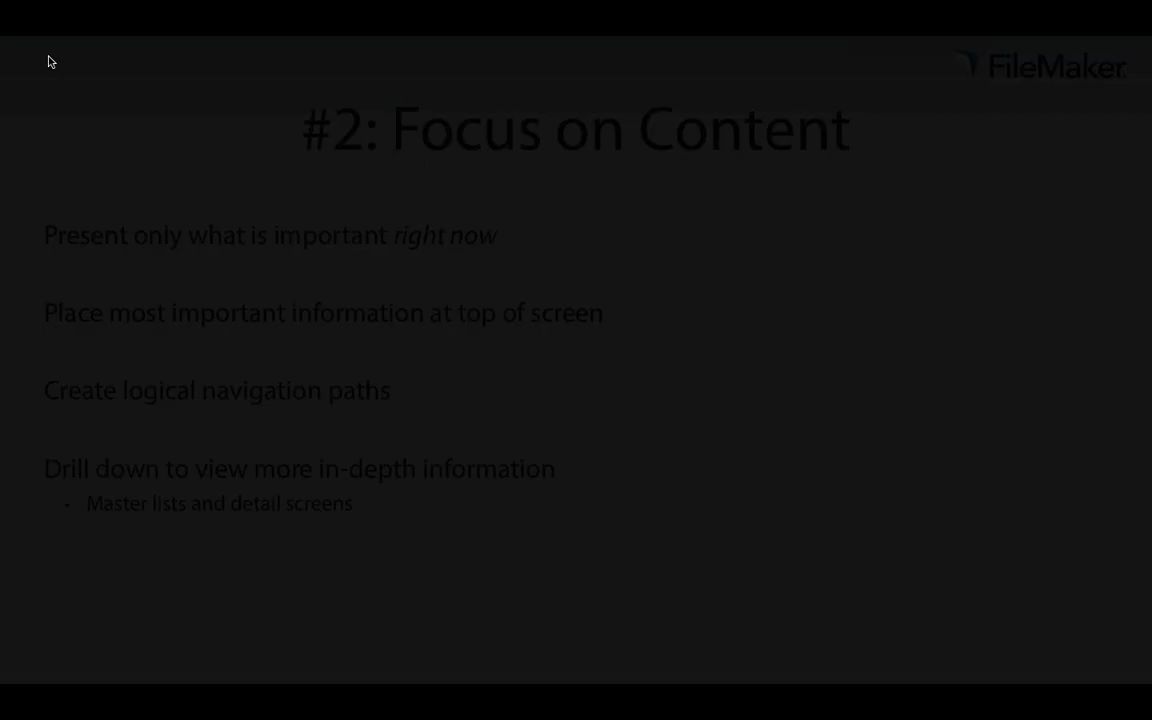 FileMaker
#2: Focus on Content
Present only what is important right now
Place most important information at top of screen
Create logical navigation paths
Drill down to view more in-depth information
- Master lists and detail screens